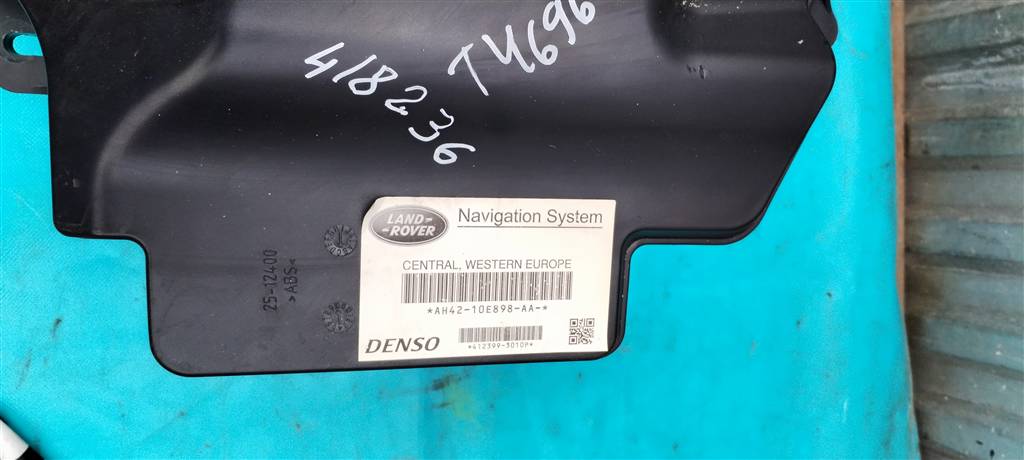 TU696
418236
LAND-
-ROVER
Navigation System
CENTRAL, WESTERN EUROPE
*AH42-10E898-AA-*
DENSO
*412399-3010P*
25-12400
>ABS<